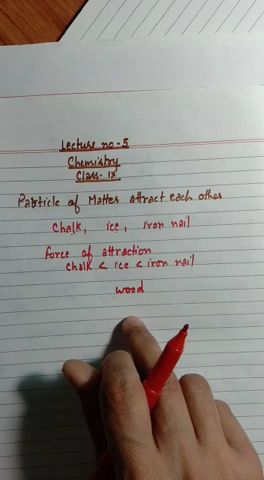 Lecture no-5
Chemistry
Class-IX
Particle of Matter attract each other
Chalk, ice, iron nail
Force of attraction
Chalk < ice < iron nail
wood